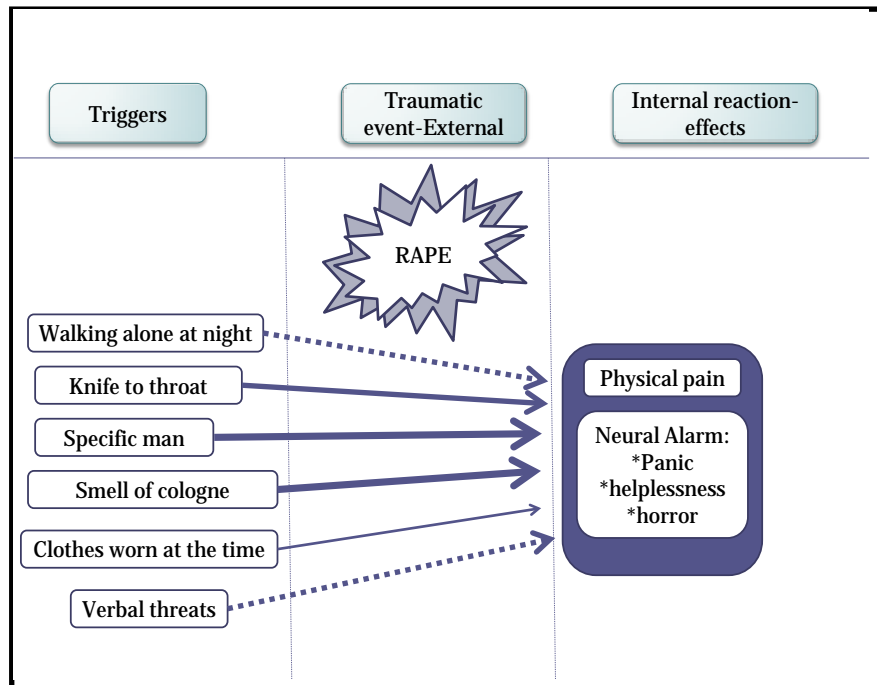 Triggers
Traumatic
event-External
Internal reaction-
effects
RAPE
Walking alone at night
Knife to throat
Specific man
Smell of cologne
Clothes worn at the time
Verbal threats
Physical pain
Neural Alarm:
*Panic
*helplessness
*horror